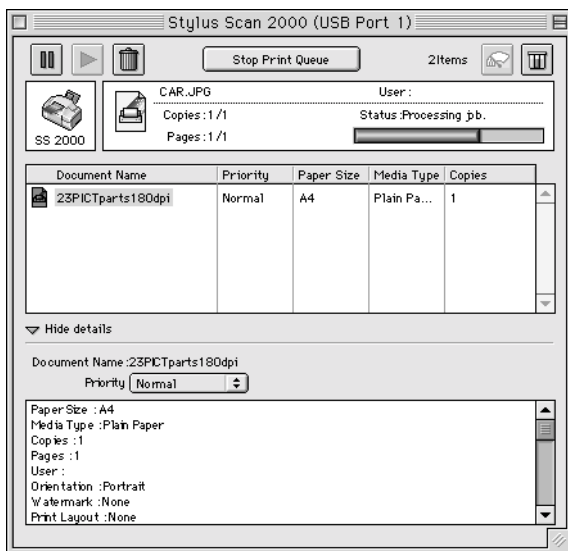 Stylus Scan 2000 (USB Port 1)
Stop Print Queue
2Items
SS 2000
CAR.JPG
User :
Copies :1 /1
Status :Processing job.
Pages :1 /1
Document Name Priority Paper Size Media Type Copies
23PICTparts180dpi Normal A4 Plain Pa... 1
Hide details
Document Name :23PICTparts180dpi
Priority Normal
Paper Size : A4
Media Type :Plain Paper
Copies :1
Pages :1
User :
Orientation :Portrait
Watermark :None
Print Layout :None